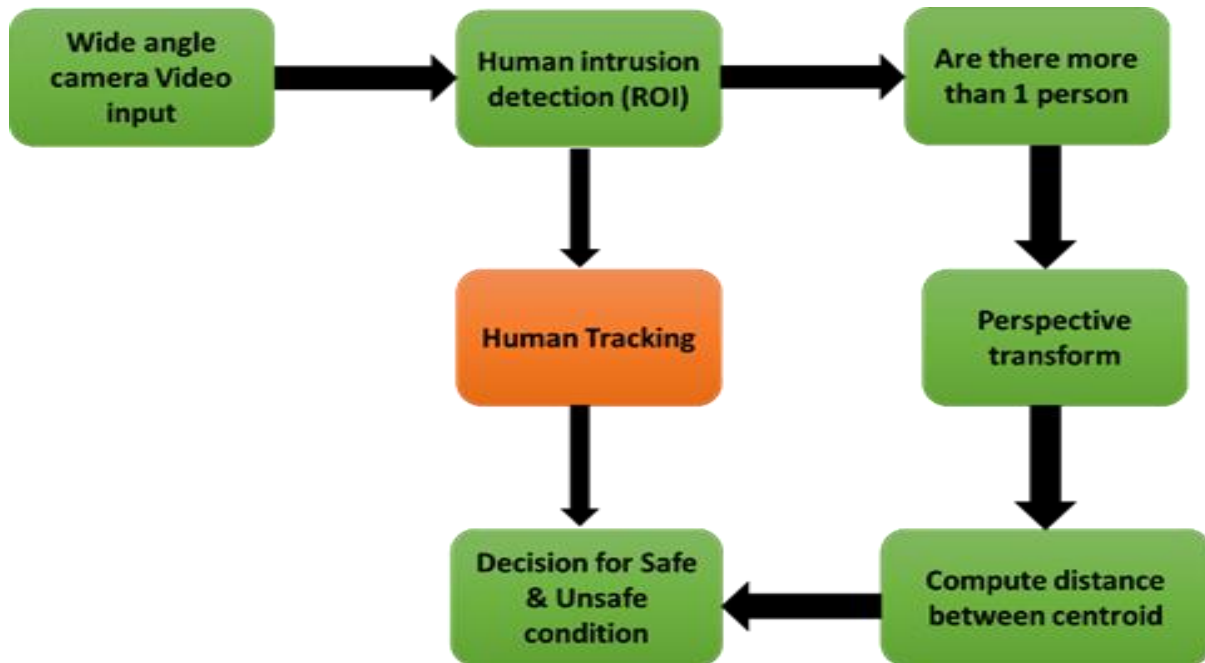 Wide angle
camera Video
input
Human intrusion
detection (ROI)
Are there more
than 1 person
Human Tracking
Perspective
transform
Decision for Safe
& Unsafe
condition
Compute distance
between centroid